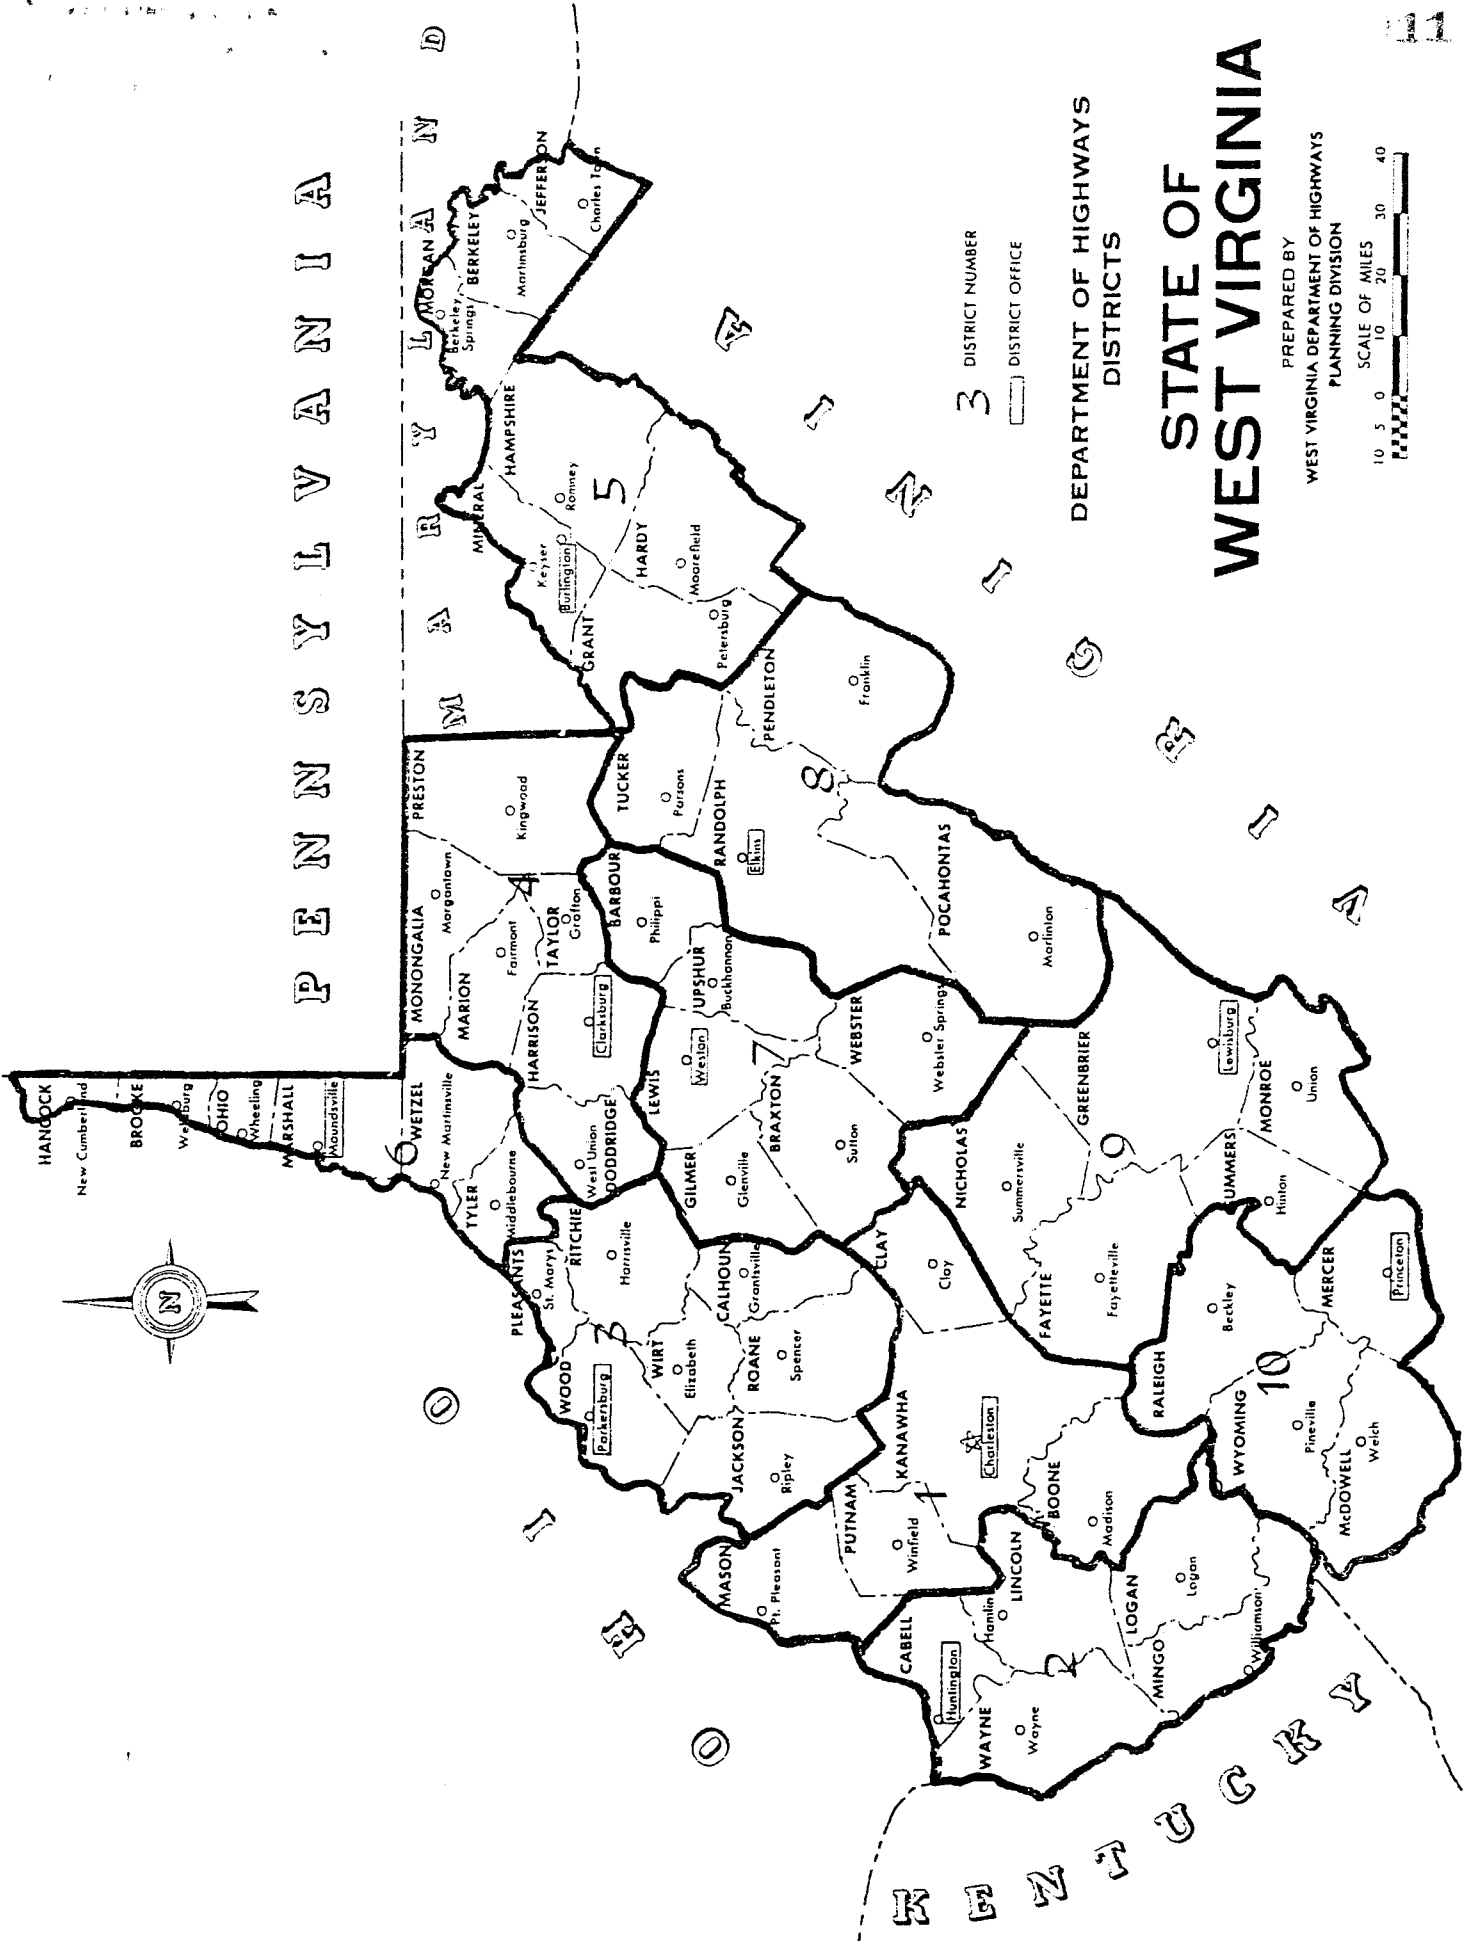 11
PENNSYLVANIA
MARYLAND
OHIO
KENTUCKY
VIRGINIA
N
HANCOCK
New Cumberland
BROOKE
Wellsburg
OHIO
Wheeling
MARSHALL
Moundsville
6
WETZEL
New Martinsville
TYLER
Middlebourne
PLEASANTS
St. Marys
RITCHIE
Harrisville
WOOD
Parkersburg
3
WIRT
Elizabeth
CALHOUN
Grantsville
ROANE
Spencer
JACKSON
Ripley
MONONGALIA
Morgantown
PRESTON
Kingwood
MARION
Fairmont
4
TAYLOR
Grafton
HARRISON
Clarksburg
DODDRIDGE
West Union
BARBOUR
Philippi
UPSHUR
Buckhannon
LEWIS
Weston
7
GILMER
Glenville
BRAXTON
Sutton
WEBSTER
Webster Springs
TUCKER
Parsons
RANDOLPH
Elkins
8
PENDLETON
Franklin
POCAHONTAS
Marlinton
GRANT
Petersburg
MINERAL
Keyser
Burlington
HAMPSHIRE
Romney
5
HARDY
Moorefield
MORGAN
Berkeley
Springs
BERKELEY
Martinsburg
JEFFERSON
Charles Town
MASON
Pt. Pleasant
PUTNAM
Winfield
1
KANAWHA
Charleston
CLAY
Clay
BOONE
Madison
CABELL
Huntington
WAYNE
Wayne
2
LINCOLN
Hamlin
LOGAN
Logan
MINGO
Williamson
NICHOLAS
Summersville
FAYETTE
Fayetteville
9
GREENBRIER
Lewisburg
MONROE
Union
SUMMERS
Hinton
RALEIGH
Beckley
10
WYOMING
Pineville
McDOWELL
Welch
MERCER
Princeton
3 DISTRICT NUMBER
DISTRICT OFFICE
DEPARTMENT OF HIGHWAYS
DISTRICTS
STATE OF
WEST VIRGINIA
PREPARED BY
WEST VIRGINIA DEPARTMENT OF HIGHWAYS
PLANNING DIVISION
SCALE OF MILES
10 5 0 10 20 30 40